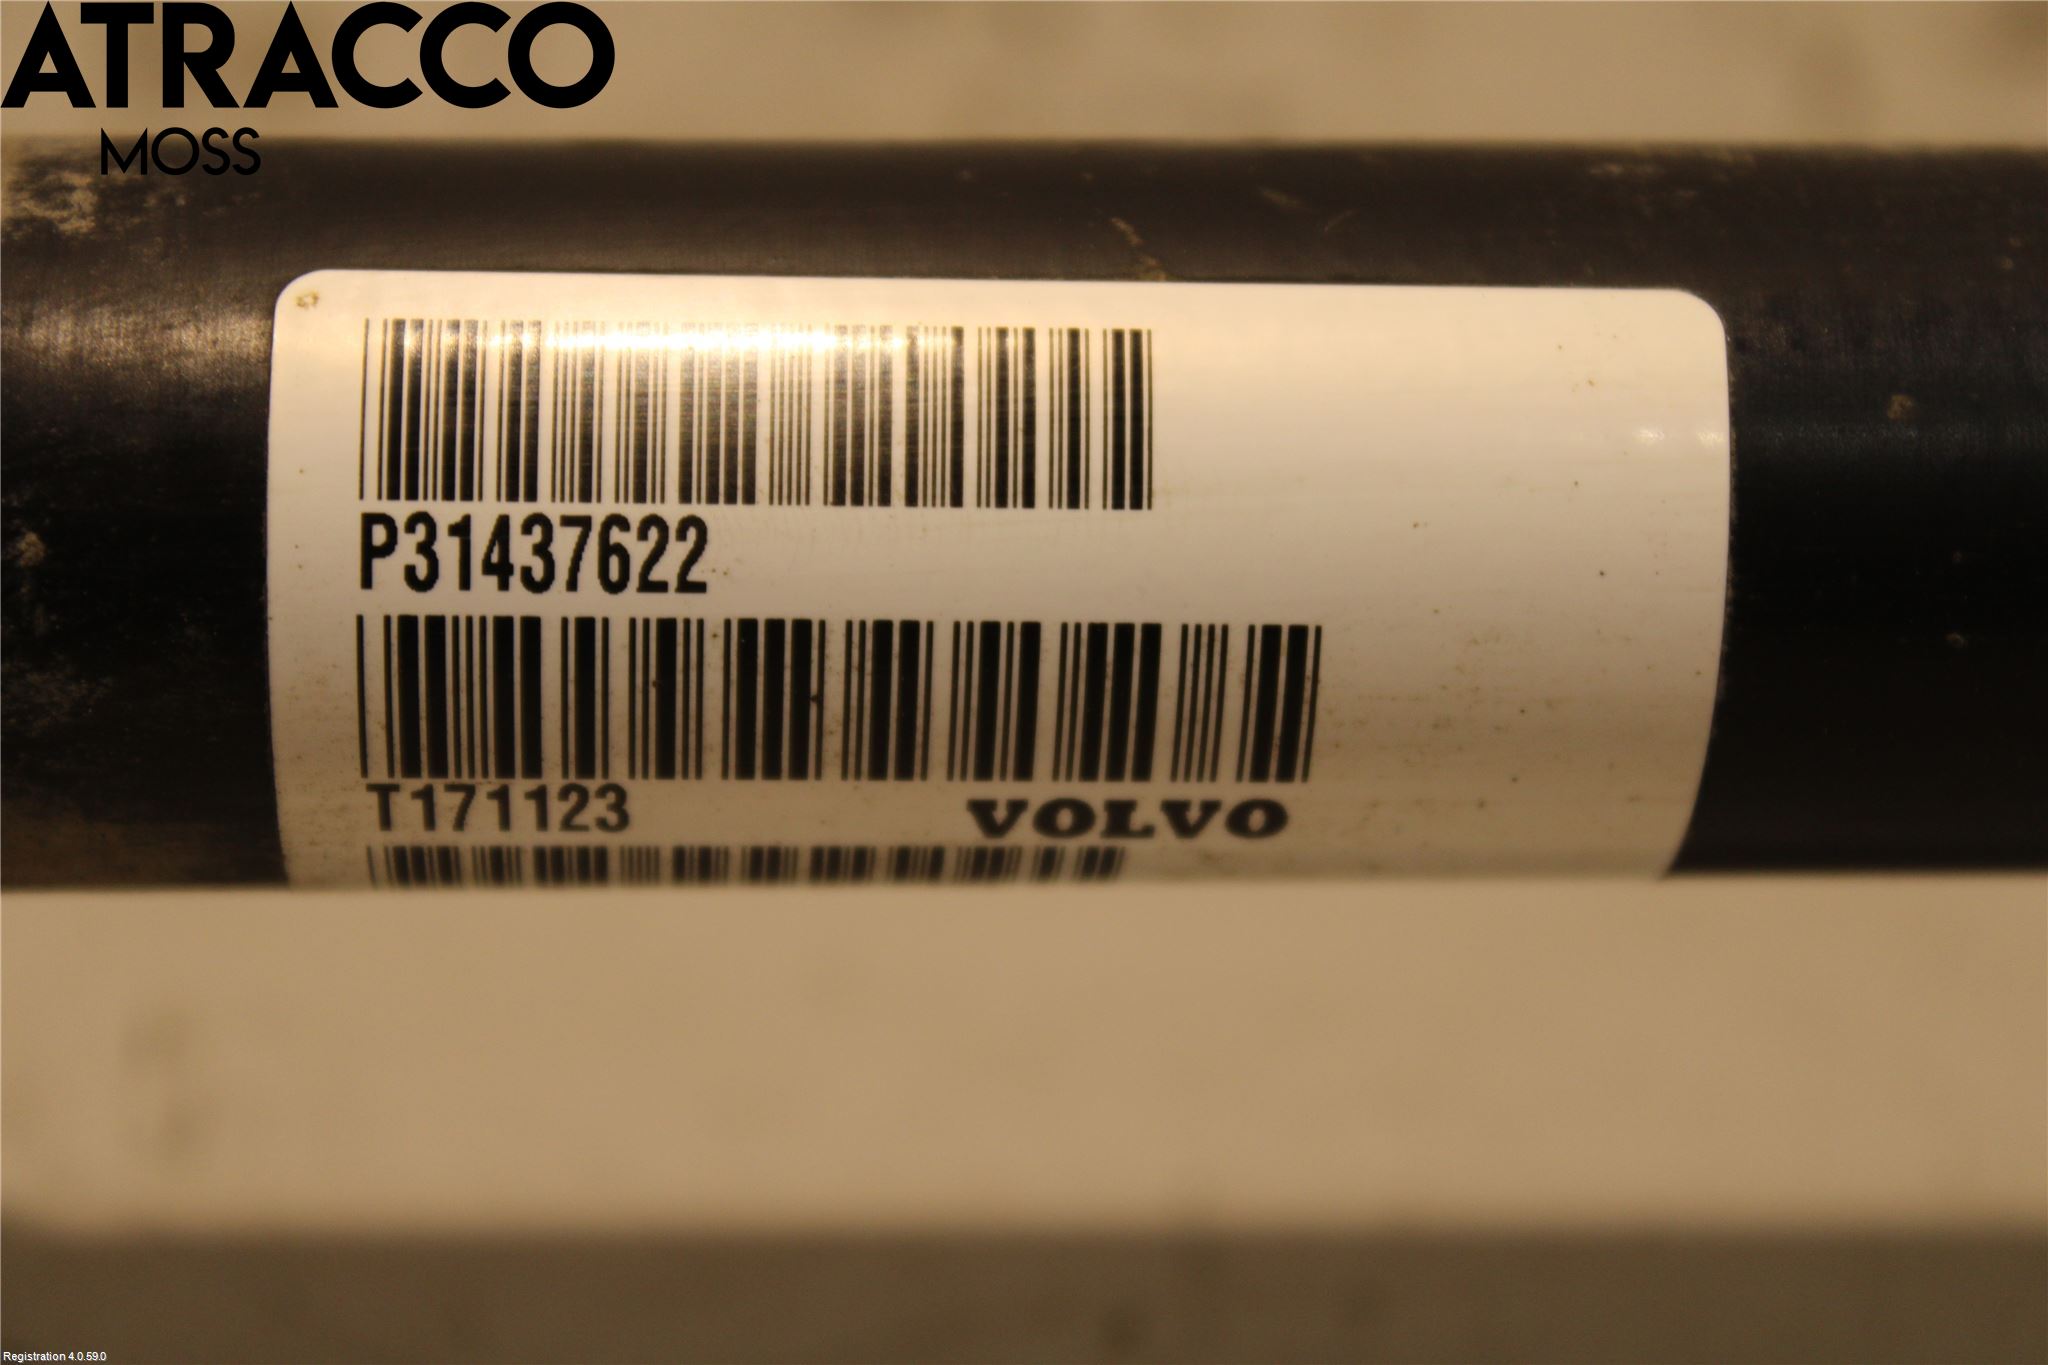 ATRACCO
MOSS
P31437622
T171123
VOLVO
Registration 4.0.59.0